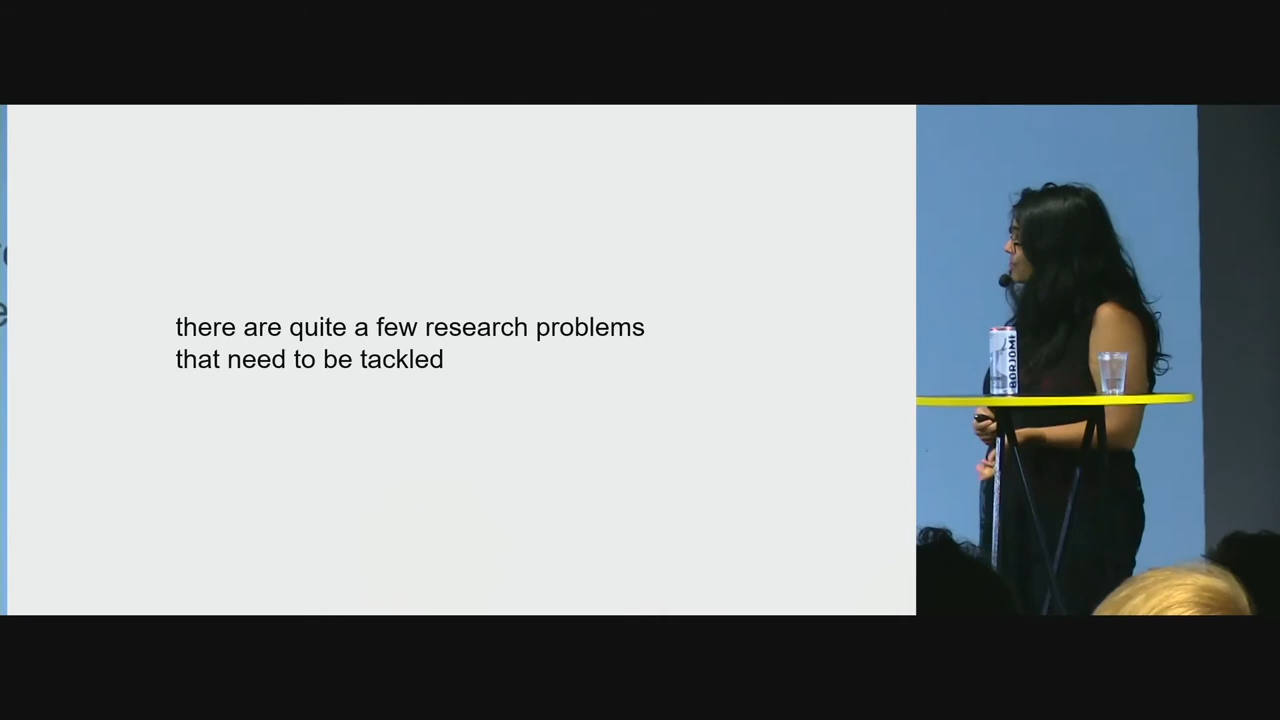 there are quite a few research problems
that need to be tackled
BORJOMI